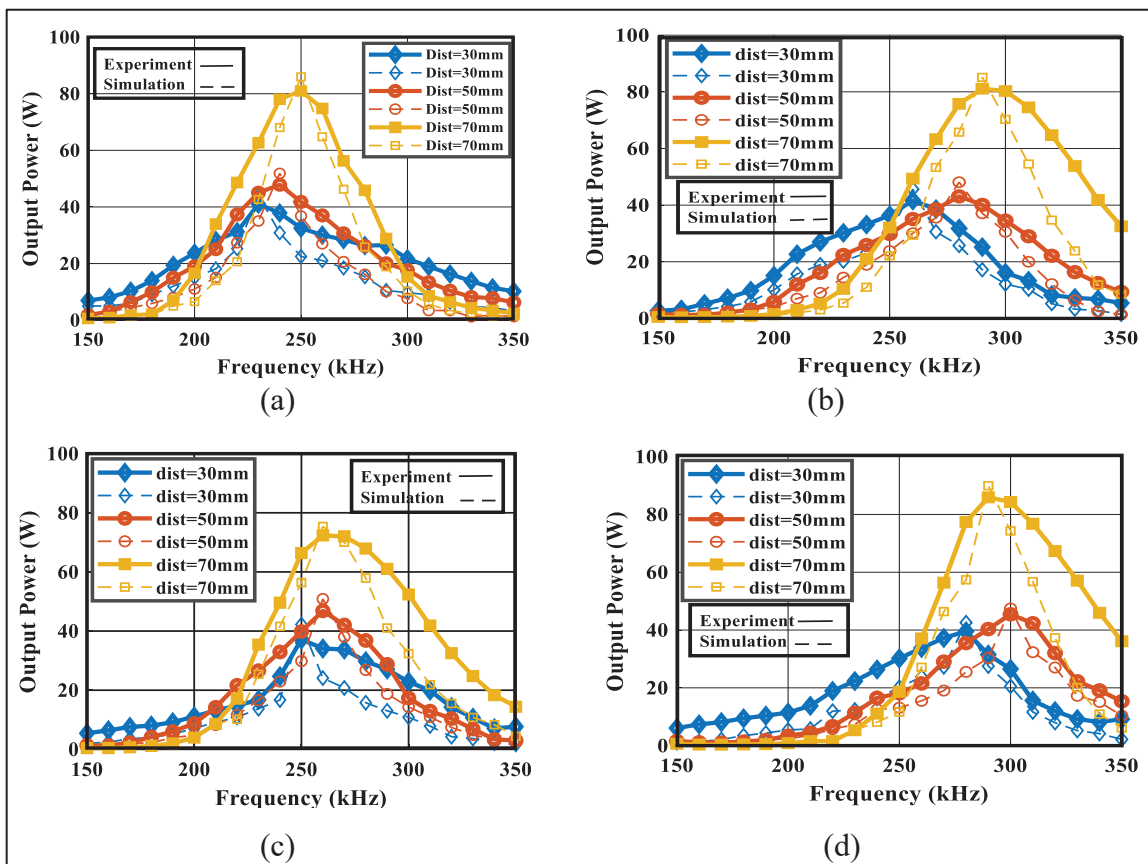 100
80
60
40
20
0
Output Power (W)
Experiment
Simulation
Dist=30mm
Dist=30mm
Dist=50mm
Dist=50mm
Dist=70mm
Dist=70mm
150 200 250 300 350
Frequency (kHz)
(a)
100
80
60
40
20
0
Output Power (W)
dist=30mm
dist=30mm
dist=50mm
dist=50mm
dist=70mm
dist=70mm
Experiment
Simulation
150 200 250 300 350
Frequency (kHz)
(b)
100
80
60
40
20
0
Output Power (W)
dist=30mm
dist=30mm
dist=50mm
dist=50mm
dist=70mm
dist=70mm
Experiment
Simulation
150 200 250 300 350
Frequency (kHz)
(c)
100
80
60
40
20
0
Output Power (W)
dist=30mm
dist=30mm
dist=50mm
dist=50mm
dist=70mm
dist=70mm
Experiment
Simulation
150 200 250 300 350
Frequency (kHz)
(d)